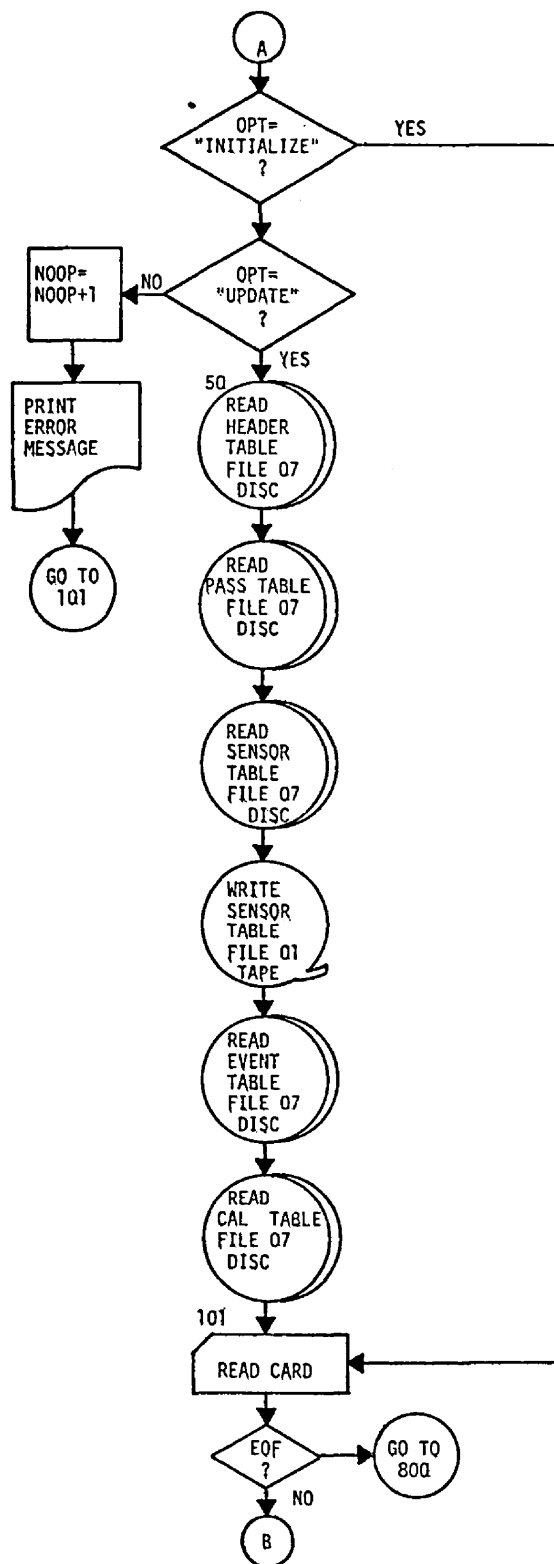 A
OPT=
"INITIALIZE"
?
YES
NOOP=
NOOP+1
NO
OPT=
"UPDATE"
?
YES
50
READ
HEADER
TABLE
FILE 07
DISC
PRINT
ERROR
MESSAGE
GO TO
101
READ
PASS TABLE
FILE 07
DISC
READ
SENSOR
TABLE
FILE 07
DISC
WRITE
SENSOR
TABLE
FILE 01
TAPE
READ
EVENT
TABLE
FILE 07
DISC
READ
CAL TABLE
FILE 07
DISC
101
READ CARD
EOF
?
GO TO
800
NO
B